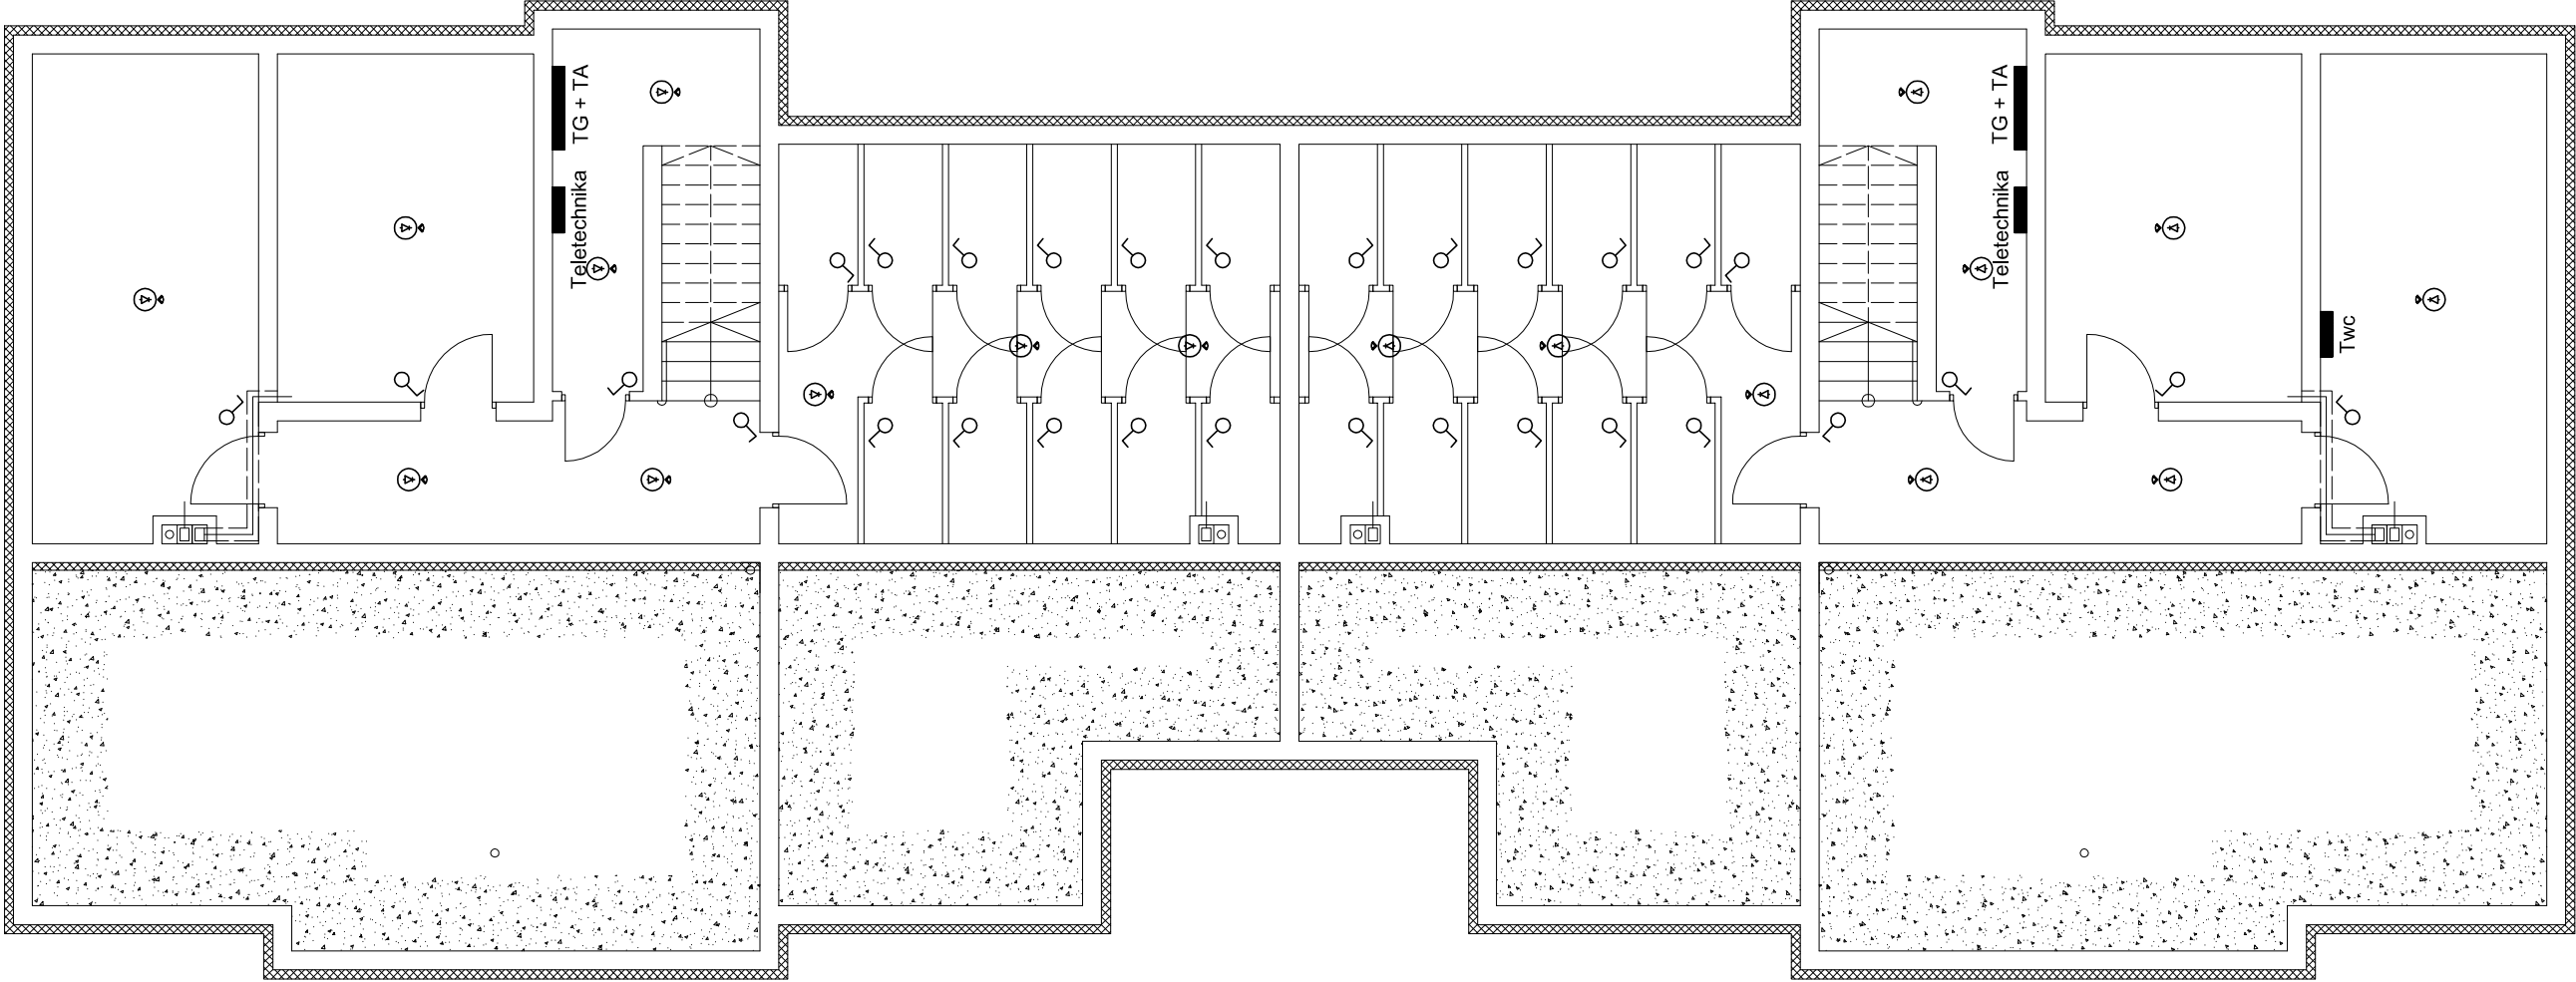 TG + TA
Teletechnika
TG + TA
Teletechnika
Twc